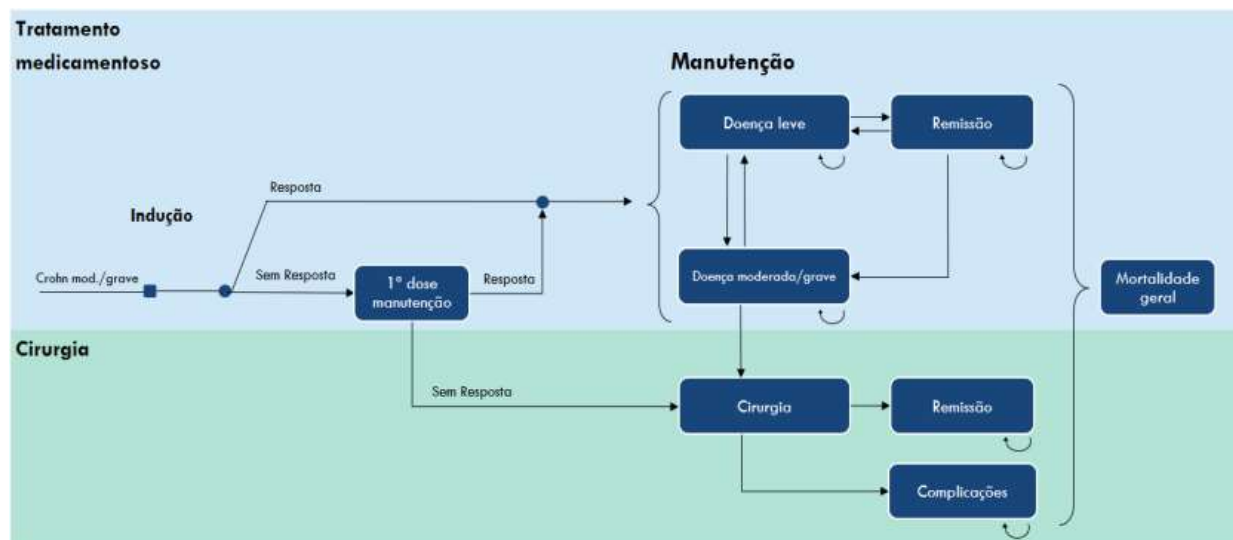 Tratamento
medicamentoso
Manutenção
Doença leve
Remissão
Resposta
Indução
Crohn mod./grave
Sem Resposta
1º dose
manutenção
Resposta
Doença moderada/grave
Mortalidade
geral
Cirurgia
Sem Resposta
Cirurgia
Remissão
Complicações